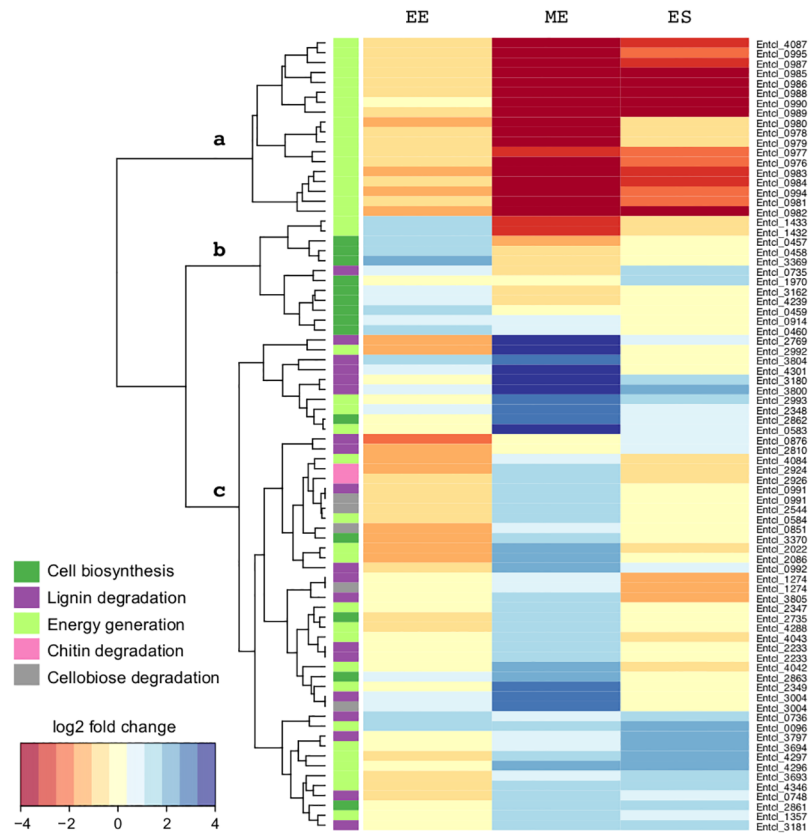 EE ME ES
Entcl_4087
Entcl_0995
Entcl_0987
Entcl_0985
Entcl_0986
Entcl_0988
Entcl_0990
Entcl_0989
Entcl_0980
Entcl_0978
Entcl_0979
Entcl_0977
Entcl_0976
Entcl_0983
Entcl_0984
Entcl_0994
Entcl_0981
Entcl_0982
Entcl_1433
Entcl_1432
Entcl_0457
Entcl_0458
Entcl_3369
Entcl_0735
Entcl_1970
Entcl_3162
Entcl_4239
Entcl_0459
Entcl_0914
Entcl_0460
Entcl_2769
Entcl_2992
Entcl_3804
Entcl_4301
Entcl_3180
Entcl_3800
Entcl_2993
Entcl_2348
Entcl_2862
Entcl_0583
Entcl_0876
Entcl_2810
Entcl_4084
Entcl_2924
Entcl_2926
Entcl_0991
Entcl_0991
Entcl_2544
Entcl_0584
Entcl_0851
Entcl_3370
Entcl_2022
Entcl_2086
Entcl_0992
Entcl_1274
Entcl_1274
Entcl_3805
Entcl_2347
Entcl_2735
Entcl_4288
Entcl_4043
Entcl_2233
Entcl_2233
Entcl_4042
Entcl_2863
Entcl_2349
Entcl_3004
Entcl_3004
Entcl_0736
Entcl_0096
Entcl_3797
Entcl_3694
Entcl_4297
Entcl_4296
Entcl_3693
Entcl_4346
Entcl_0748
Entcl_2861
Entcl_1357
Entcl_3181
a
b
c
Cell biosynthesis
Lignin degradation
Energy generation
Chitin degradation
Cellobiose degradation
log2 fold change
−4 −2 0 2 4